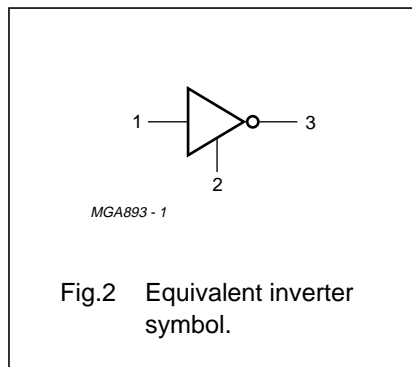 1
3
2
MGA893 - 1
Fig.2 Equivalent inverter
symbol.